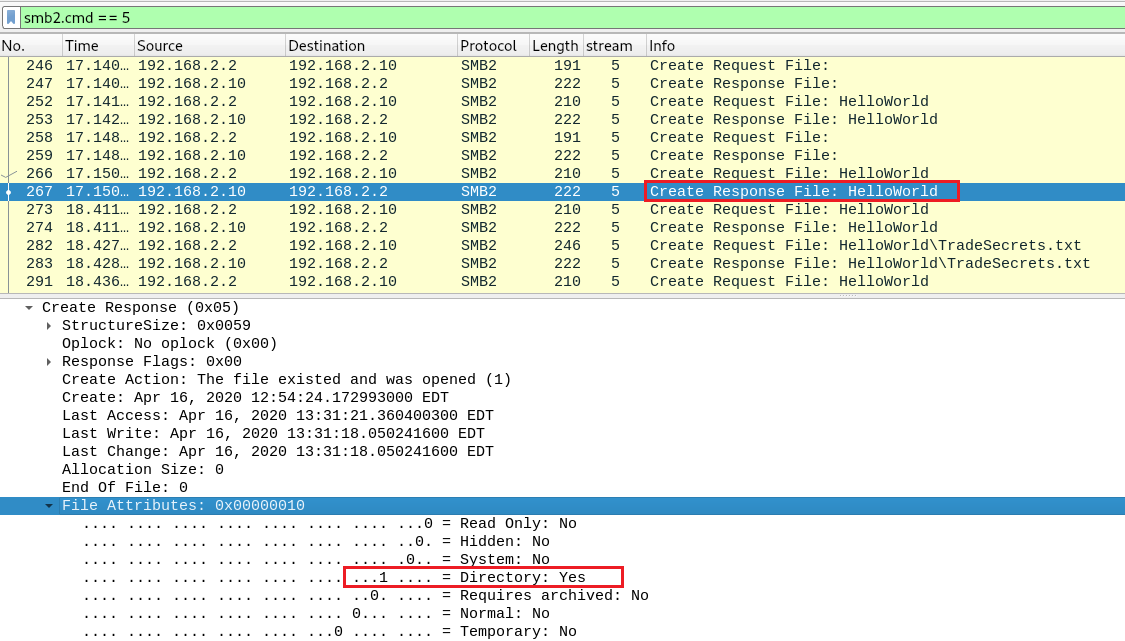 smb2.cmd == 5
No. Time Source Destination Protocol Length stream Info
246 17.140… 192.168.2.2 192.168.2.10 SMB2 191 5 Create Request File:
247 17.140… 192.168.2.10 192.168.2.2 SMB2 222 5 Create Response File:
252 17.141… 192.168.2.2 192.168.2.10 SMB2 210 5 Create Request File: HelloWorld
253 17.142… 192.168.2.10 192.168.2.2 SMB2 222 5 Create Response File: HelloWorld
258 17.148… 192.168.2.2 192.168.2.10 SMB2 191 5 Create Request File:
259 17.148… 192.168.2.10 192.168.2.2 SMB2 222 5 Create Response File:
266 17.150… 192.168.2.2 192.168.2.10 SMB2 210 5 Create Request File: HelloWorld
267 17.150… 192.168.2.10 192.168.2.2 SMB2 222 5 Create Response File: HelloWorld
273 18.411… 192.168.2.2 192.168.2.10 SMB2 210 5 Create Request File: HelloWorld
274 18.411… 192.168.2.10 192.168.2.2 SMB2 222 5 Create Response File: HelloWorld
282 18.427… 192.168.2.2 192.168.2.10 SMB2 246 5 Create Request File: HelloWorld\TradeSecrets.txt
283 18.428… 192.168.2.10 192.168.2.2 SMB2 222 5 Create Response File: HelloWorld\TradeSecrets.txt
291 18.436… 192.168.2.2 192.168.2.10 SMB2 210 5 Create Request File: HelloWorld
Create Response (0x05)
StructureSize: 0x0059
Oplock: No oplock (0x00)
Response Flags: 0x00
Create Action: The file existed and was opened (1)
Create: Apr 16, 2020 12:54:24.172993000 EDT
Last Access: Apr 16, 2020 13:31:21.360400300 EDT
Last Write: Apr 16, 2020 13:31:18.050241600 EDT
Last Change: Apr 16, 2020 13:31:18.050241600 EDT
Allocation Size: 0
End Of File: 0
File Attributes: 0x00000010
.... .... .... .... .... .... .... ...0 = Read Only: No
.... .... .... .... .... .... .... ..0. = Hidden: No
.... .... .... .... .... .... .... .0.. = System: No
.... .... .... .... .... .... ...1 .... = Directory: Yes
.... .... .... .... .... .... ..0. .... = Requires archived: No
.... .... .... .... .... .... 0... .... = Normal: No
.... .... .... .... .... ...0 .... .... = Temporary: No